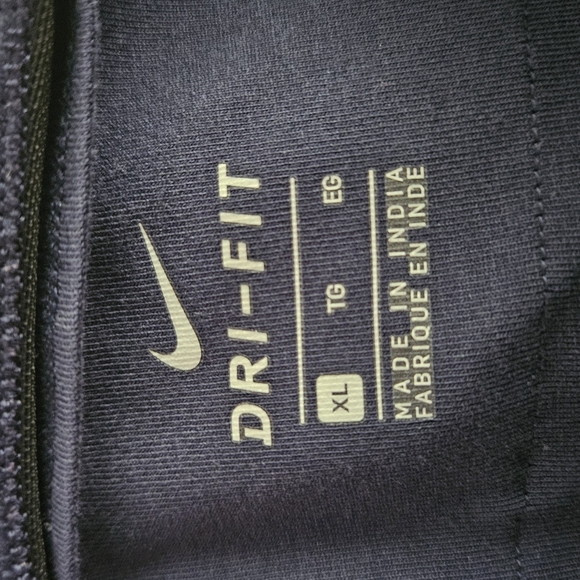 DRI-FIT
XL TG EG
MADE IN INDIA
FABRIQUE EN INDE